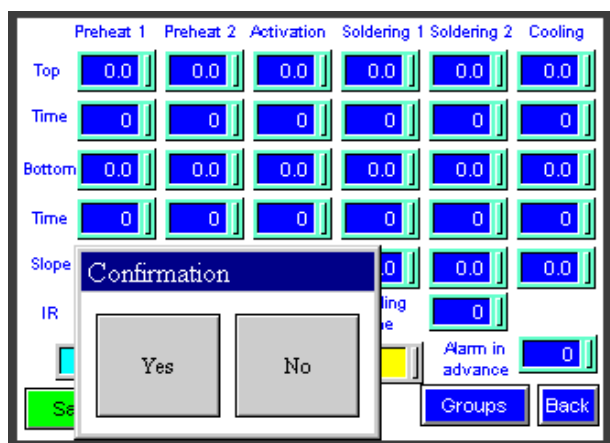 Preheat 1 Preheat 2 Activation Soldering 1 Soldering 2 Cooling
Top 0.0 0.0 0.0 0.0 0.0 0.0
Time 0 0 0 0 0 0
Bottom 0.0 0.0 0.0 0.0 0.0 0.0
Time 0 0 0 0 0 0
Slope .0 0.0 0.0
Confirmation
IR 0
Yes No
Alarm in
advance 0
Groups Back